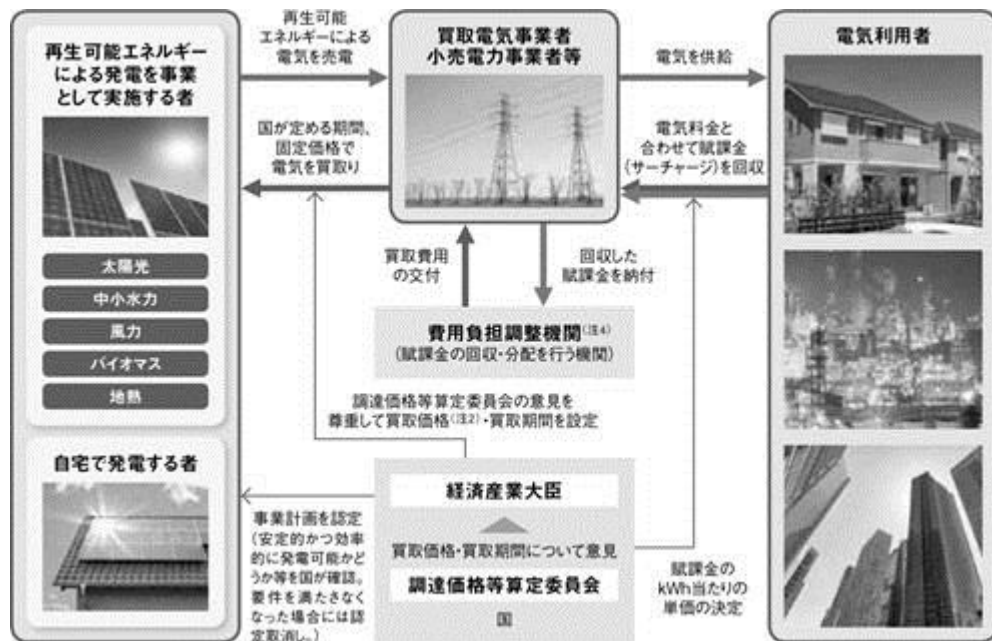 再生可能エネルギー
による発電を事業
として実施する者
太陽光
中小水力
風力
バイオマス
地熱
自宅で発電する者
再生可能
エネルギーによる
電気を売電
国が定める期間、
固定価格で
電気を買取り
買取電気事業者
小売電力事業者等
電気を供給
電気料金と
合わせて賦課金
(サーチャージ)を回収
電気利用者
買取費用
の交付
回収した
賦課金を納付
費用負担調整機関(注4)
(賦課金の回収・分配を行う機関)
調達価格等算定委員会の意見を
尊重して買取価格(注2)・買取期間を設定
経済産業大臣
買取価格・買取期間について意見
調達価格等算定委員会
国
事業計画を認定
(安定的かつ効率
的に発電可能かど
うか等を国が確認。
要件を満たさなく
なった場合には認
定取消し。)
賦課金の
kWh当たりの
単価の決定